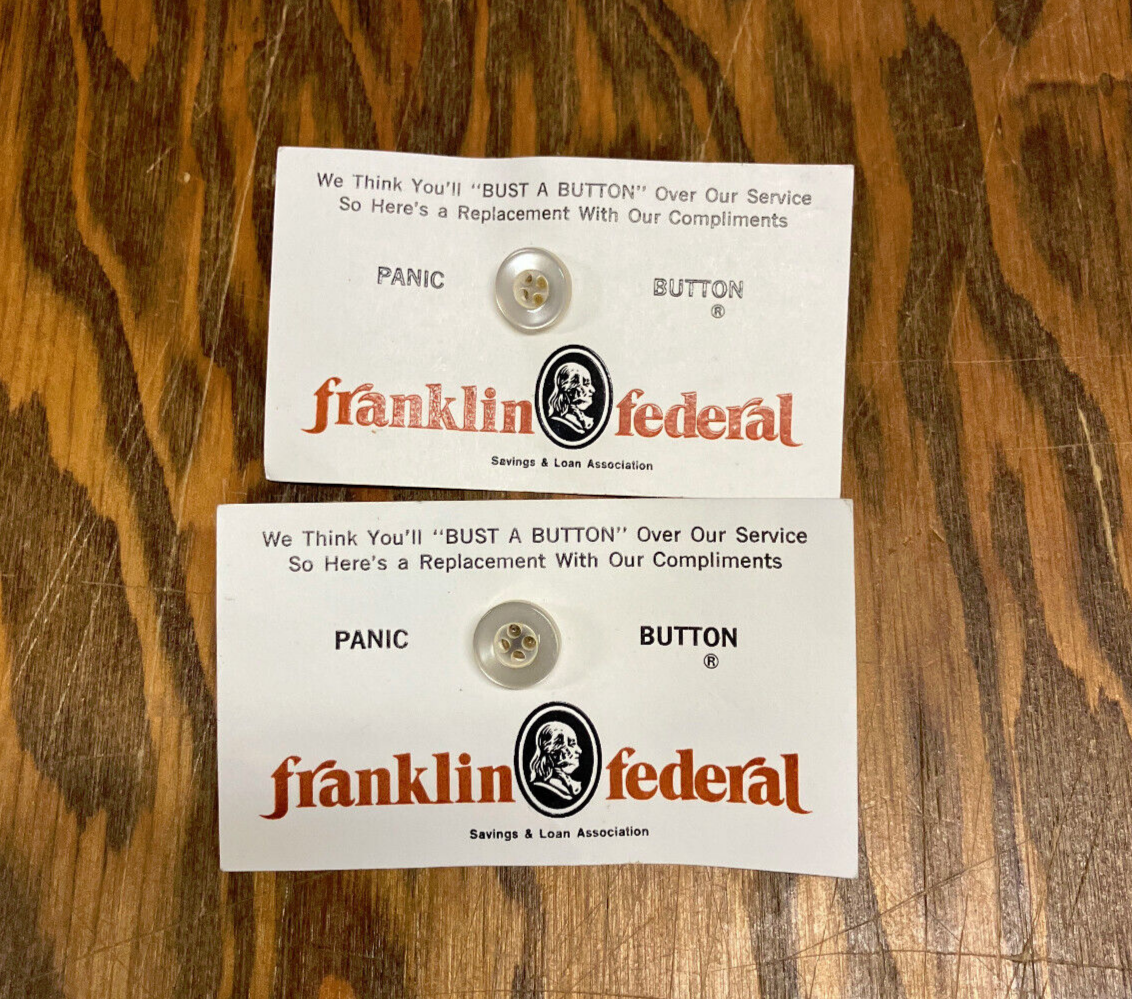 We Think You'll "BUST A BUTTON" Over Our Service
So Here's a Replacement With Our Compliments
PANIC BUTTON
®
franklin federal
Savings & Loan Association
We Think You'll "BUST A BUTTON" Over Our Service
So Here's a Replacement With Our Compliments
PANIC BUTTON
®
franklin federal
Savings & Loan Association